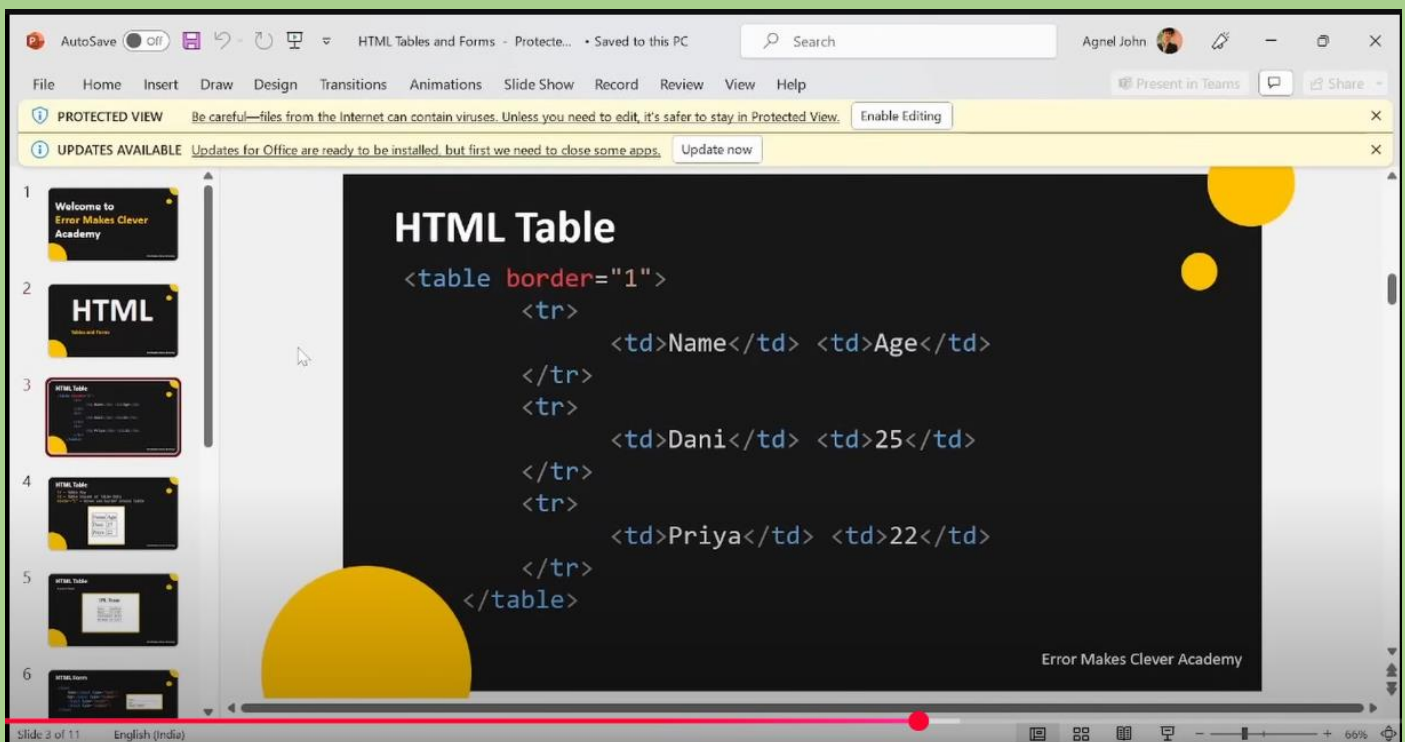 AutoSave Off HTML Tables and Forms - Protecte... • Saved to this PC Search Agnel John
File Home Insert Draw Design Transitions Animations Slide Show Record Review View Help Present in Teams Share
PROTECTED VIEW Be careful—files from the Internet can contain viruses. Unless you need to edit, it's safer to stay in Protected View. Enable Editing
UPDATES AVAILABLE Updates for Office are ready to be installed, but first we need to close some apps. Update now
1
Welcome to
Error Makes Clever
Academy
2
HTML
Tables and Forms
3
HTML Table
4
HTML Table
5
HTML Table
6
HTML Form
HTML Table
<table border="1">
<tr>
<td>Name</td> <td>Age</td>
</tr>
<tr>
<td>Dani</td> <td>25</td>
</tr>
<tr>
<td>Priya</td> <td>22</td>
</tr>
</table>
Error Makes Clever Academy
Slide 3 of 11 English (India) 66%